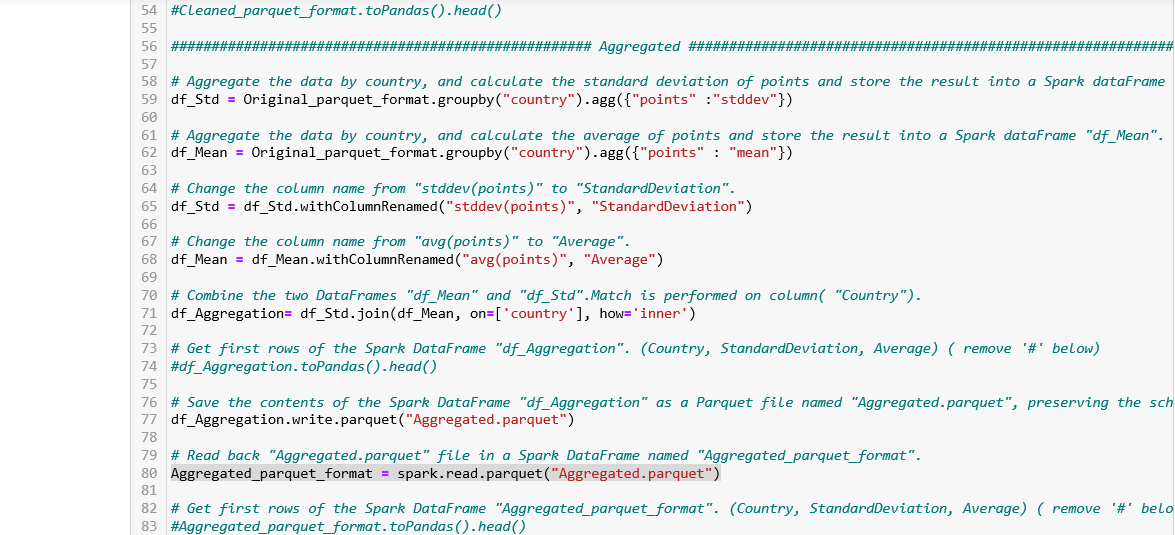 54 #Cleaned_parquet_format.toPandas().head()
55
56 #################################################### Aggregated ############################################################
57
58 # Aggregate the data by country, and calculate the standard deviation of points and store the result into a Spark dataFrame
59 df_Std = Original_parquet_format.groupby("country").agg({"points" :"stddev"})
60
61 # Aggregate the data by country, and calculate the average of points and store the result into a Spark dataFrame "df_Mean".
62 df_Mean = Original_parquet_format.groupby("country").agg({"points" : "mean"})
63
64 # Change the column name from "stddev(points)" to "StandardDeviation".
65 df_Std = df_Std.withColumnRenamed("stddev(points)", "StandardDeviation")
66
67 # Change the column name from "avg(points)" to "Average".
68 df_Mean = df_Mean.withColumnRenamed("avg(points)", "Average")
69
70 # Combine the two DataFrames "df_Mean" and "df_Std".Match is performed on column( "Country").
71 df_Aggregation= df_Std.join(df_Mean, on=['country'], how='inner')
72
73 # Get first rows of the Spark DataFrame "df_Aggregation". (Country, StandardDeviation, Average) ( remove '#' below)
74 #df_Aggregation.toPandas().head()
75
76 # Save the contents of the Spark DataFrame "df_Aggregation" as a Parquet file named "Aggregated.parquet", preserving the sch
77 df_Aggregation.write.parquet("Aggregated.parquet")
78
79 # Read back "Aggregated.parquet" file in a Spark DataFrame named "Aggregated_parquet_format".
80 Aggregated_parquet_format = spark.read.parquet("Aggregated.parquet")
81
82 # Get first rows of the Spark DataFrame "Aggregated_parquet_format". (Country, StandardDeviation, Average) ( remove '#' belo
83 #Aggregated_parquet_format.toPandas().head()